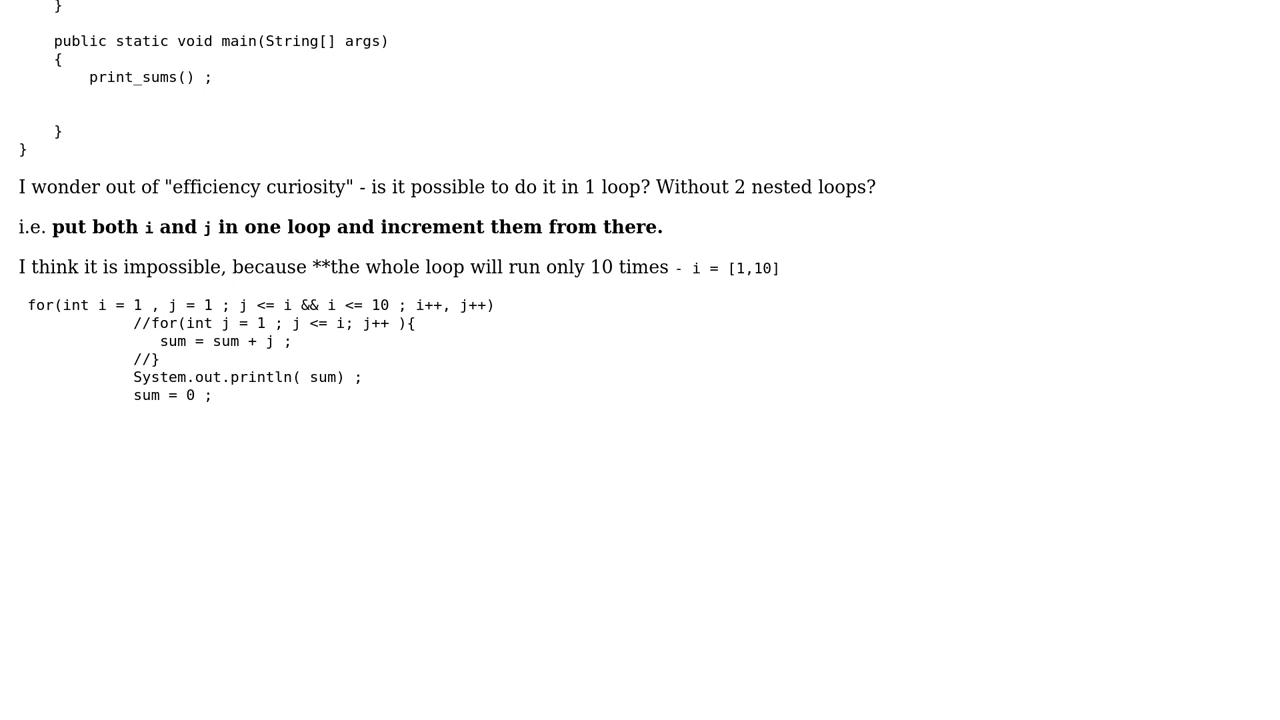 }
public static void main(String[] args)
{
print_sums() ;
}
}
I wonder out of "efficiency curiosity" - is it possible to do it in 1 loop? Without 2 nested loops?
i.e. put both i and j in one loop and increment them from there.
I think it is impossible, because **the whole loop will run only 10 times - i = [1,10]
for(int i = 1 , j = 1 ; j <= i && i <= 10 ; i++, j++)
//for(int j = 1 ; j <= i; j++ ){
sum = sum + j ;
//}
System.out.println( sum) ;
sum = 0 ;